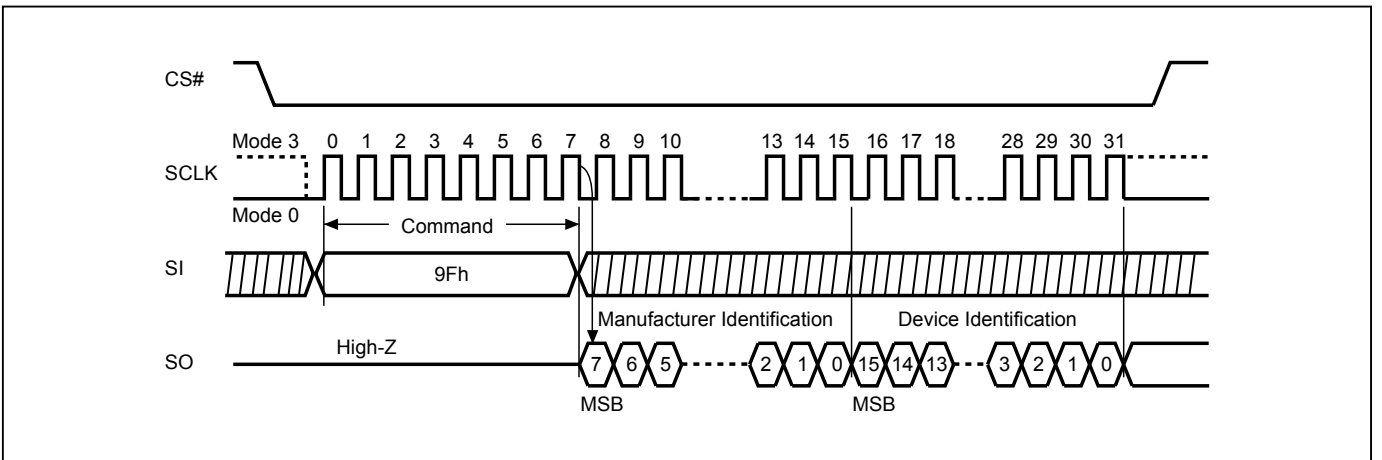 CS#
Mode 3 0 1 2 3 4 5 6 7 8 9 10 13 14 15 16 17 18 28 29 30 31
SCLK
Mode 0
Command
SI 9Fh
Manufacturer Identification Device Identification
High-Z
SO 7 6 5 2 1 0 15 14 13 3 2 1 0
MSB MSB